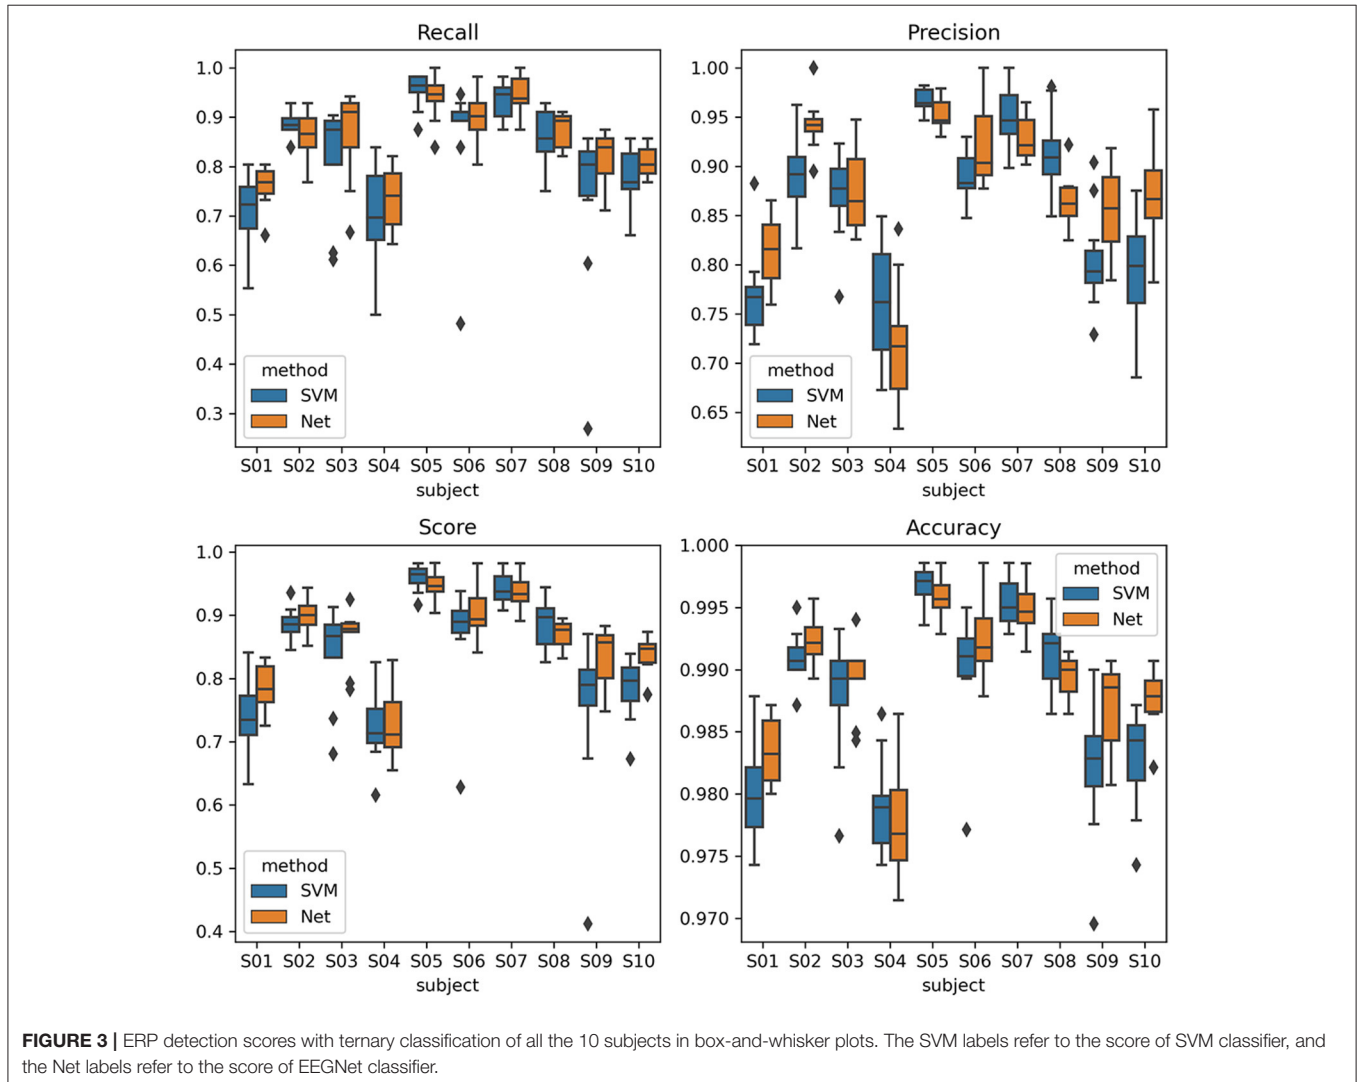 Recall
1.0
0.9
0.8
0.7
0.6
0.5
0.4
0.3
method
SVM
Net
S01 S02 S03 S04 S05 S06 S07 S08 S09 S10
subject
Precision
1.00
0.95
0.90
0.85
0.80
0.75
0.70
0.65
method
SVM
Net
S01 S02 S03 S04 S05 S06 S07 S08 S09 S10
subject
Score
1.0
0.9
0.8
0.7
0.6
0.5
0.4
method
SVM
Net
S01 S02 S03 S04 S05 S06 S07 S08 S09 S10
subject
Accuracy
1.000
0.995
0.990
0.985
0.980
0.975
0.970
method
SVM
Net
S01 S02 S03 S04 S05 S06 S07 S08 S09 S10
subject
FIGURE 3 | ERP detection scores with ternary classification of all the 10 subjects in box-and-whisker plots. The SVM labels refer to the score of SVM classifier, and
the Net labels refer to the score of EEGNet classifier.